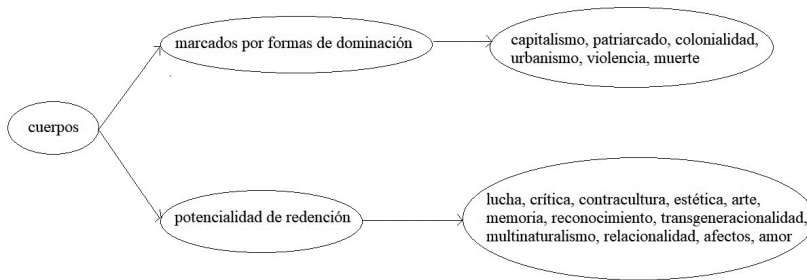 marcados por formas de dominación
capitalismo, patriarcado, colonialidad,
urbanismo, violencia, muerte
cuerpos
potencialidad de redención
lucha, crítica, contracultura, estética, arte,
memoria, reconocimiento, transgeneracionalidad,
multinaturalismo, relacionalidad, afectos, amor